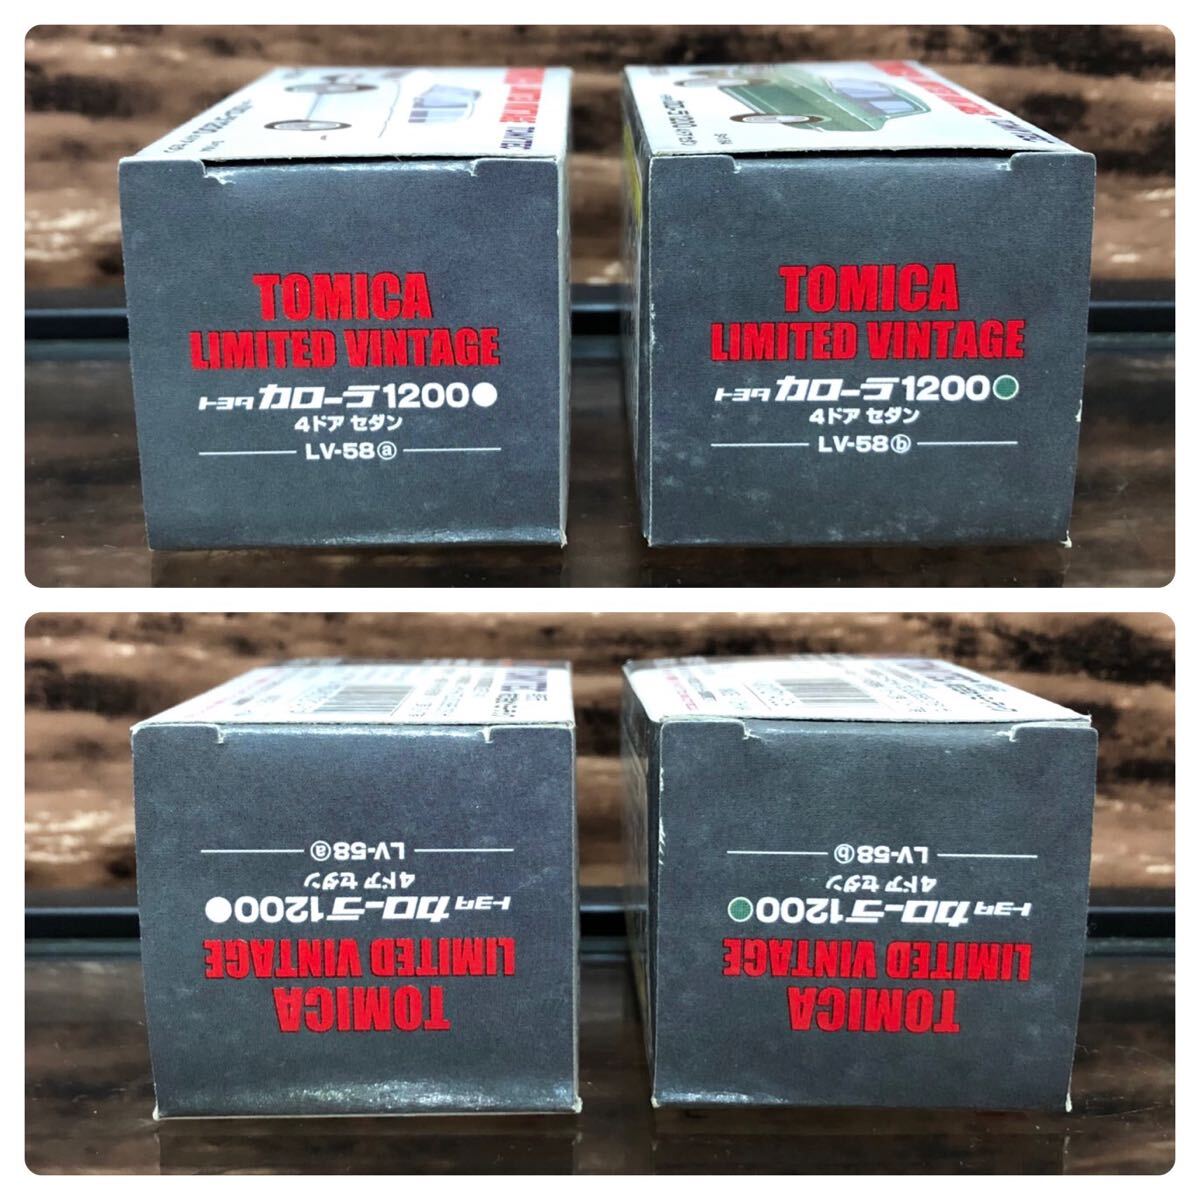 TOMICA
LIMITED VINTAGE
トヨタ カローラ1200
4ドア セダン
LV-58ⓐ
TOMICA
LIMITED VINTAGE
トヨタ カローラ1200
4ドア セダン
LV-58ⓑ
TOMICA
LIMITED VINTAGE
トヨタ カローラ1200
4ドア セダン
LV-58ⓐ
TOMICA
LIMITED VINTAGE
トヨタ カローラ1200
4ドア セダン
LV-58ⓑ